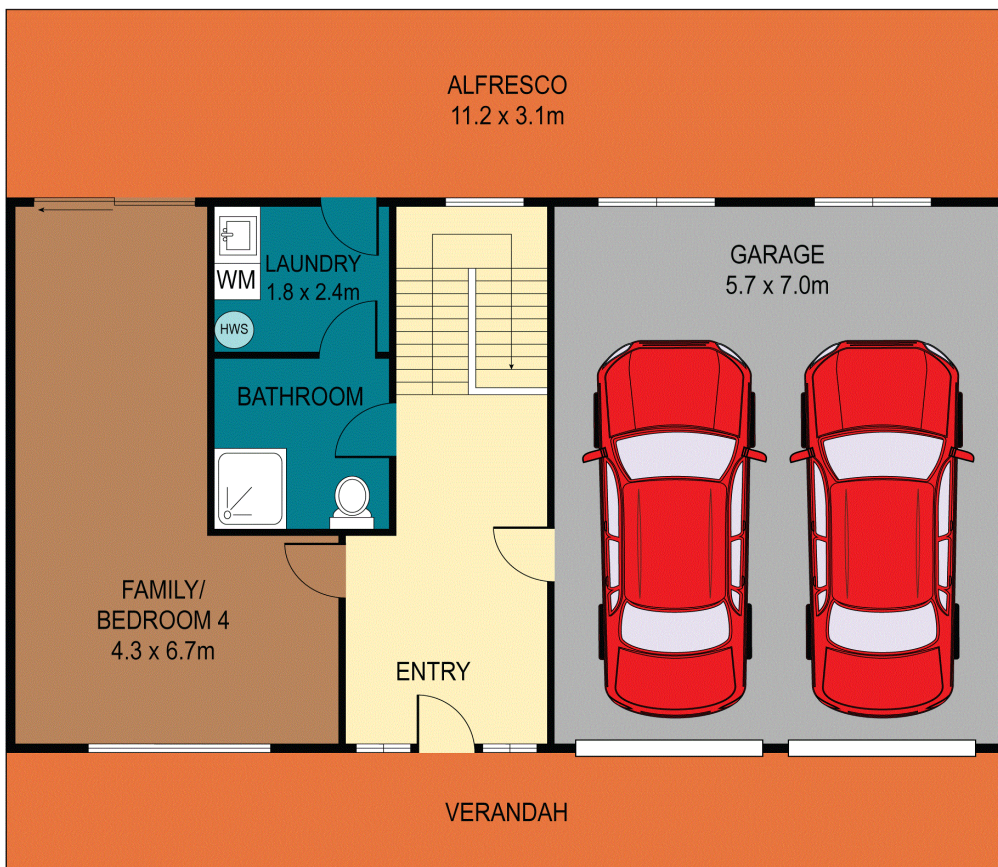 ALFRESCO
11.2 x 3.1m
GARAGE
5.7 x 7.0m
LAUNDRY
1.8 x 2.4m
WM
HWS
BATHROOM
FAMILY/
BEDROOM 4
4.3 x 6.7m
ENTRY
VERANDAH